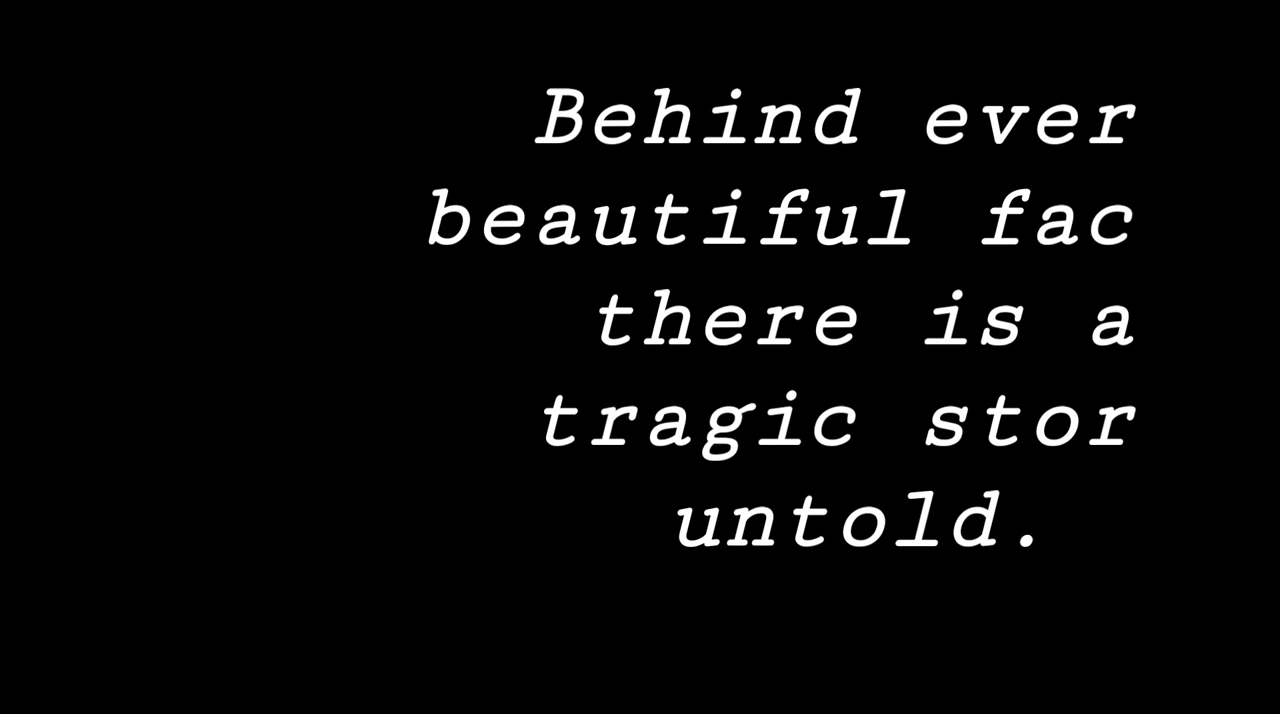 Behind ever
beautiful fac
there is a
tragic stor
untold.